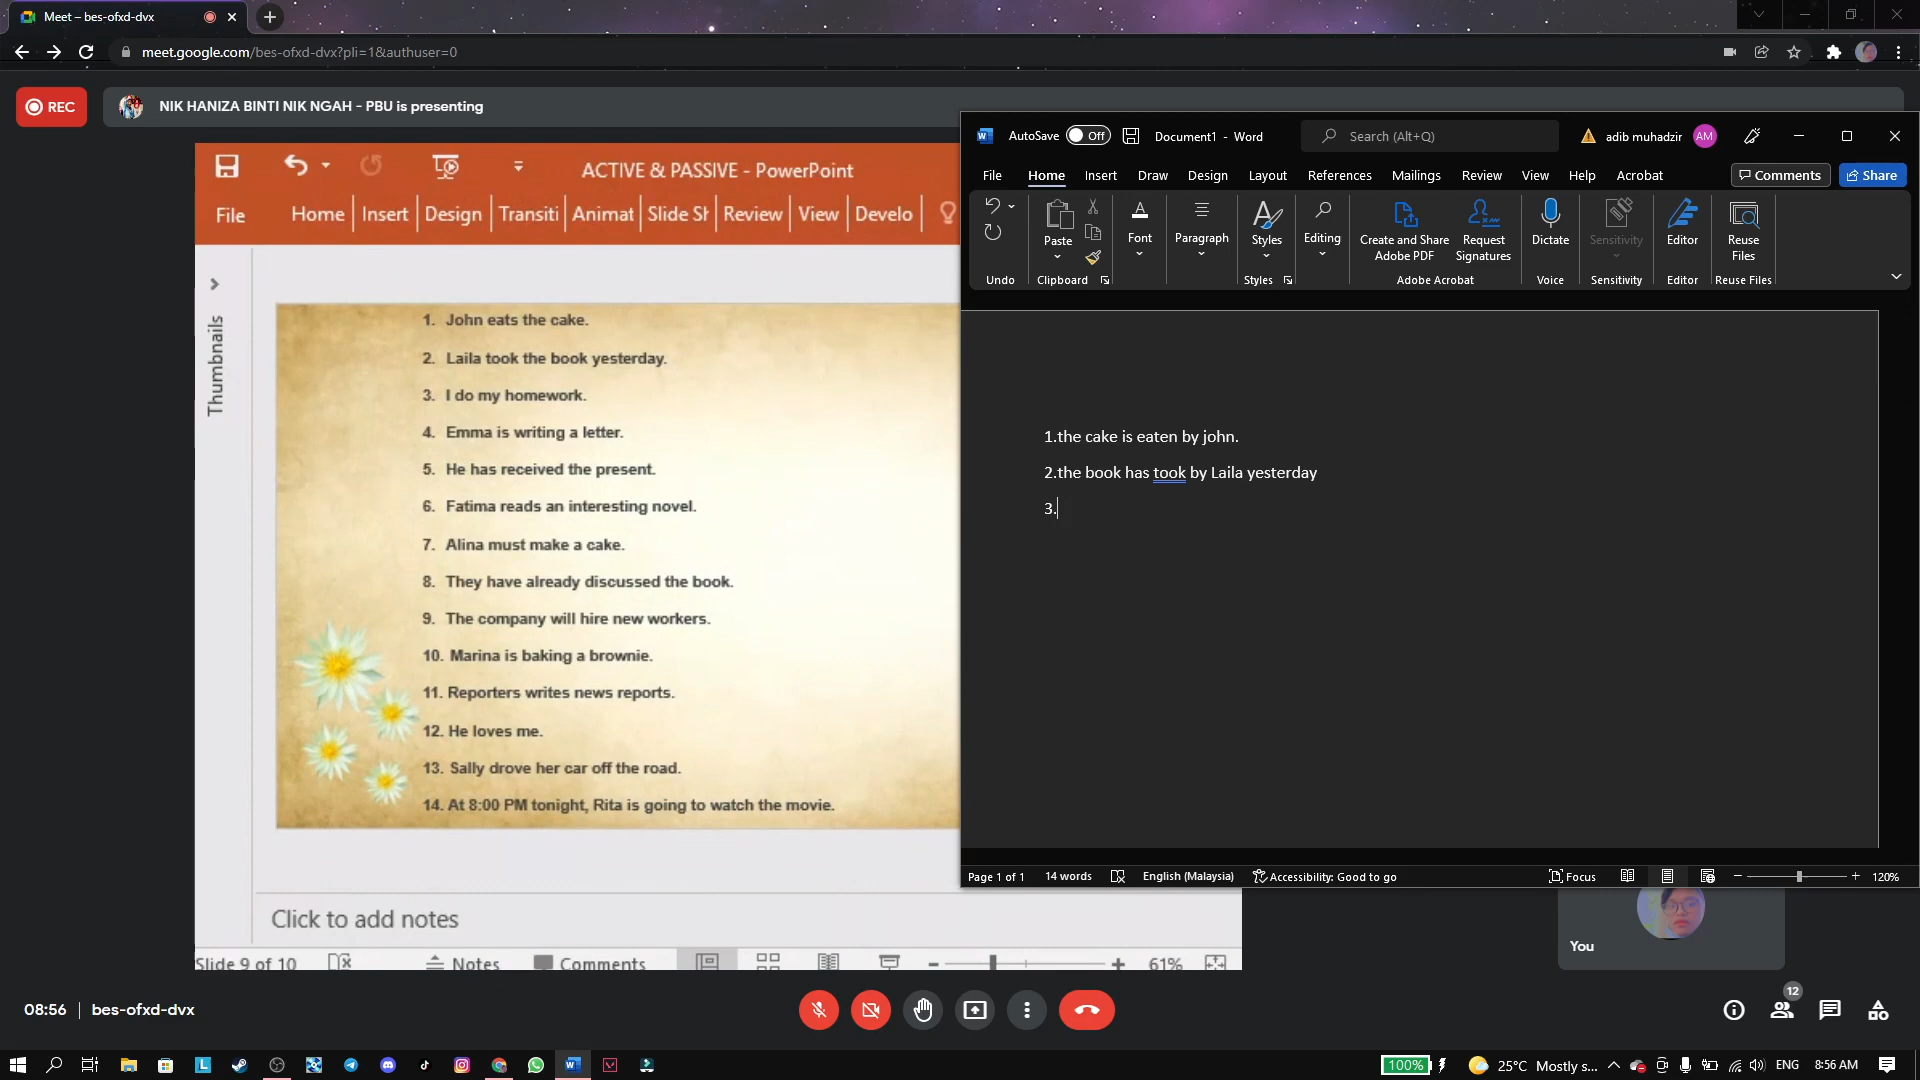 Meet – bes-ofxd-dvx
meet.google.com/bes-ofxd-dvx?pli=1&authuser=0
REC
NIK HANIZA BINTI NIK NGAH - PBU is presenting
ACTIVE & PASSIVE - PowerPoint
File Home Insert Design Transiti Animat Slide Sh Review View Develo
Thumbnails
1. John eats the cake.
2. Laila took the book yesterday.
3. I do my homework.
4. Emma is writing a letter.
5. He has received the present.
6. Fatima reads an interesting novel.
7. Alina must make a cake.
8. They have already discussed the book.
9. The company will hire new workers.
10. Marina is baking a brownie.
11. Reporters writes news reports.
12. He loves me.
13. Sally drove her car off the road.
14. At 8:00 PM tonight, Rita is going to watch the movie.
Click to add notes
Slide 9 of 10 Notes Comments 61%
AutoSave Off Document1 - Word Search (Alt+Q) adib muhadzir AM
File Home Insert Draw Design Layout References Mailings Review View Help Acrobat Comments Share
Paste Font Paragraph Styles Editing Create and Share Adobe PDF Request Signatures Dictate Sensitivity Editor Reuse Files
Undo Clipboard Styles Adobe Acrobat Voice Sensitivity Editor Reuse Files
1.the cake is eaten by john.
2.the book has took by Laila yesterday
3.
Page 1 of 1 14 words English (Malaysia) Accessibility: Good to go Focus 120%
You
08:56 bes-ofxd-dvx
12
100% 25°C Mostly s... ENG 8:56 AM